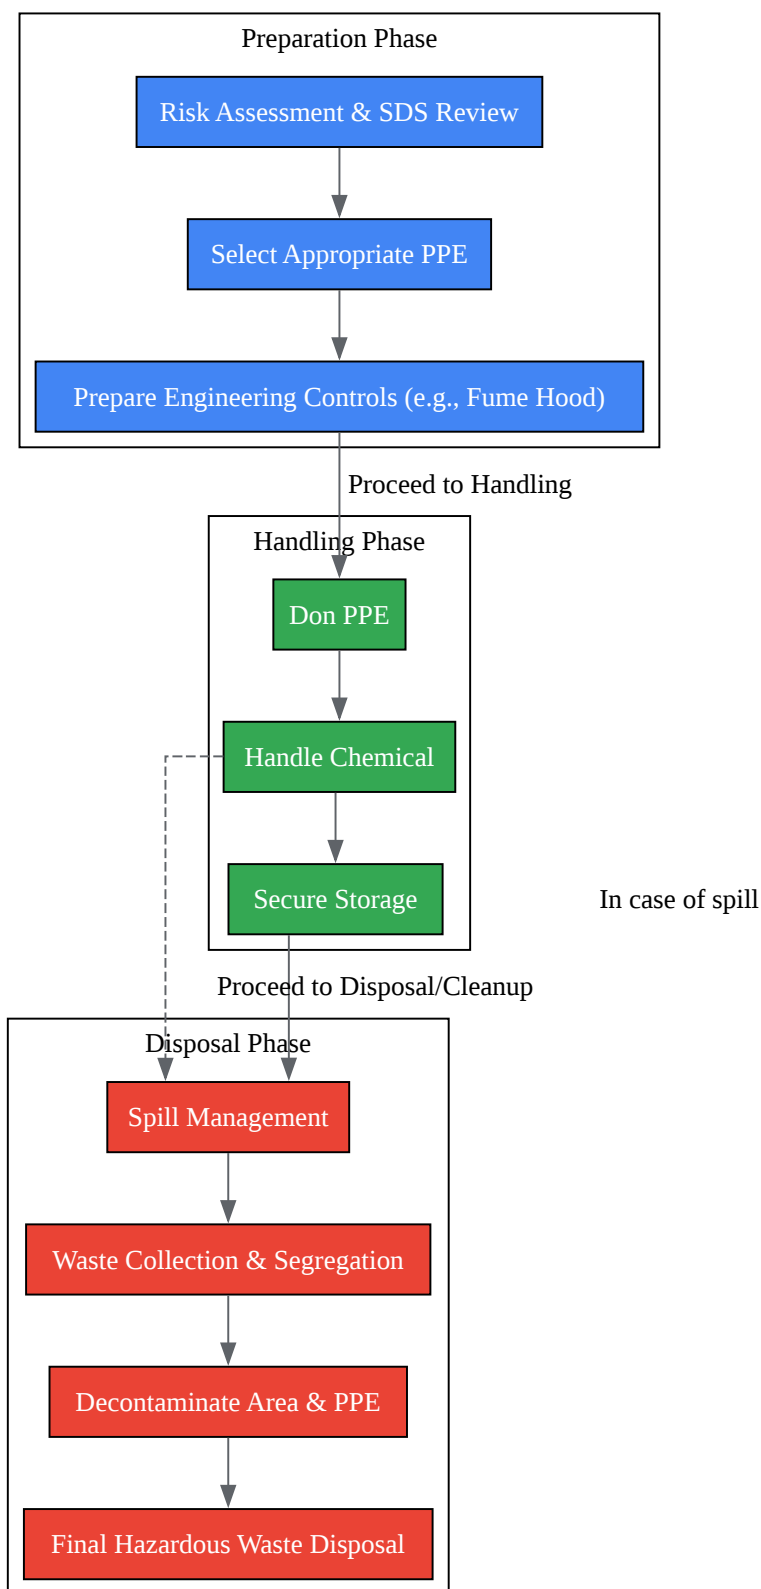 Preparation Phase
Risk Assessment & SDS Review
Select Appropriate PPE
Prepare Engineering Controls (e.g., Fume Hood)
Proceed to Handling
Handling Phase
Don PPE
Handle Chemical
Secure Storage
In case of spill
Proceed to Disposal/Cleanup
Disposal Phase
Spill Management
Waste Collection & Segregation
Decontaminate Area & PPE
Final Hazardous Waste Disposal